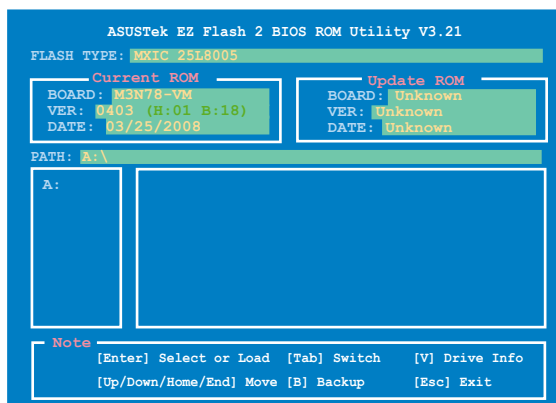 ASUSTek EZ Flash 2 BIOS ROM Utility V3.21
FLASH TYPE: MXIC 25L8005
Current ROM
BOARD: M3N78-VM
VER: 0403 (H:01 B:18)
DATE: 03/25/2008
Update ROM
BOARD: Unknown
VER: Unknown
DATE: Unknown
PATH: A:\
A:
Note
[Enter] Select or Load [Tab] Switch [V] Drive Info
[Up/Down/Home/End] Move [B] Backup [Esc] Exit